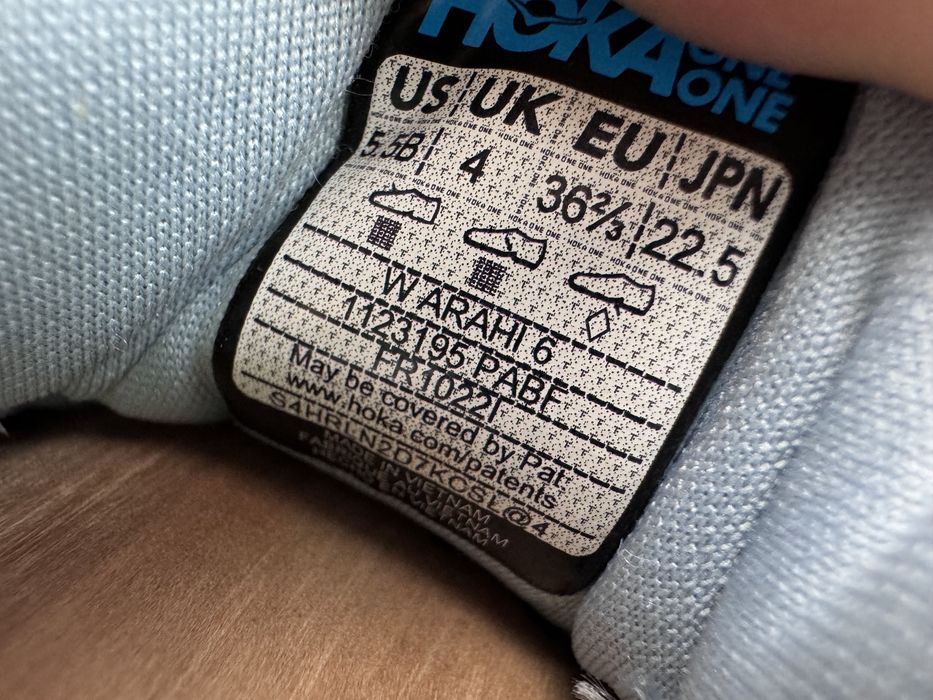 HOKA ONE ONE
US UK EU JPN
5.5B 4 36⅔ 22.5
W ARAHI 6
1123195 PABE
FR1022I
May be covered by Pat
www.hoka.com/patents
S4HRLN2D7KOSL@4
MADE IN VIETNAM